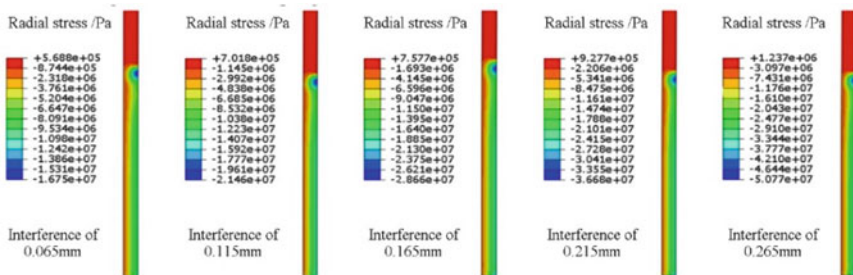 Radial stress /Pa
+5.688e+05
-8.744e+05
-2.318e+06
-3.761e+06
-5.204e+06
-6.647e+06
-8.091e+06
-9.534e+06
-1.098e+07
-1.242e+07
-1.386e+07
-1.531e+07
-1.675e+07
Interference of
0.065mm
Radial stress /Pa
+7.018e+05
-1.145e+06
-2.992e+06
-4.838e+06
-6.685e+06
-8.532e+06
-1.038e+07
-1.223e+07
-1.407e+07
-1.592e+07
-1.777e+07
-1.961e+07
-2.146e+07
Interference of
0.115mm
Radial stress /Pa
+7.577e+05
-1.693e+06
-4.145e+06
-6.596e+06
-9.047e+06
-1.150e+07
-1.395e+07
-1.640e+07
-1.885e+07
-2.130e+07
-2.375e+07
-2.621e+07
-2.866e+07
Interference of
0.165mm
Radial stress /Pa
+9.277e+05
-2.206e+06
-5.341e+06
-8.475e+06
-1.161e+07
-1.474e+07
-1.788e+07
-2.101e+07
-2.415e+07
-2.728e+07
-3.041e+07
-3.355e+07
-3.668e+07
Interference of
0.215mm
Radial stress /Pa
+1.237e+06
-3.097e+06
-7.431e+06
-1.176e+07
-1.610e+07
-2.043e+07
-2.477e+07
-2.910e+07
-3.344e+07
-3.777e+07
-4.210e+07
-4.644e+07
-5.077e+07
Interference of
0.265mm